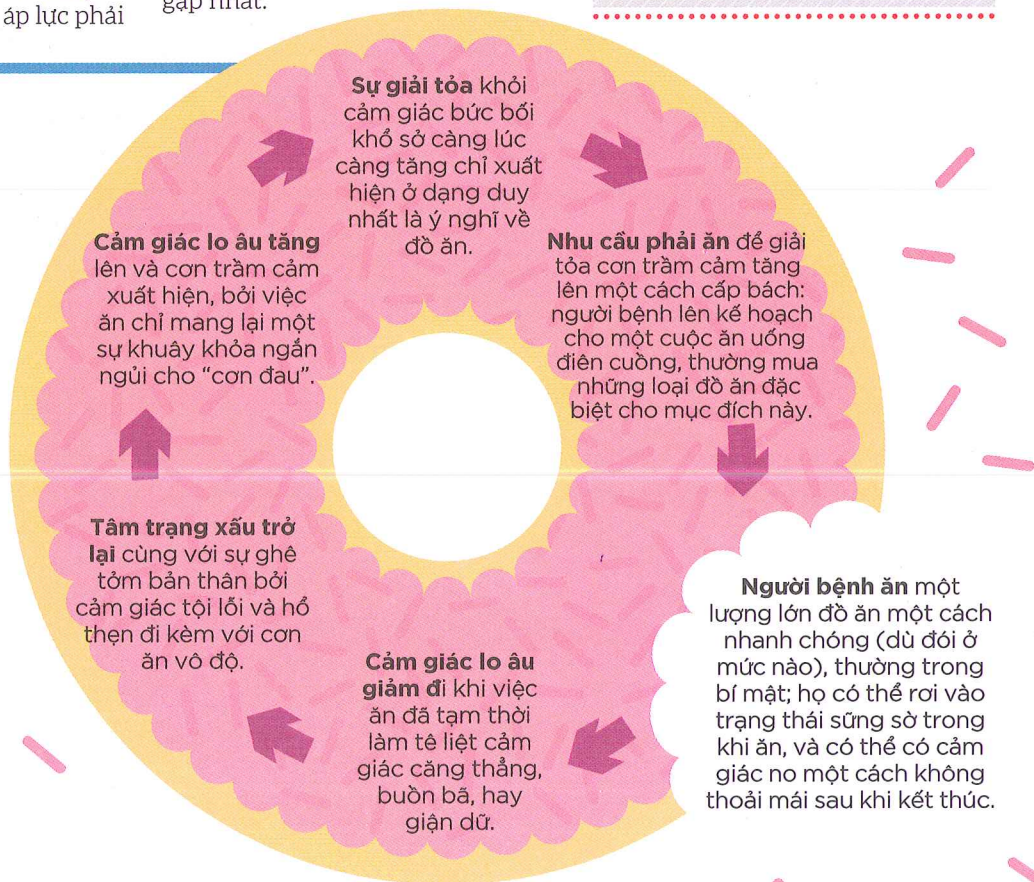 áp lực phải
gặp nhất.
Sự giải tỏa khỏi
cảm giác bức bối
khổ sở càng lúc
càng tăng chỉ xuất
hiện ở dạng duy
nhất là ý nghĩ về
đồ ăn.
Nhu cầu phải ăn để giải
tỏa cơn trầm cảm tăng
lên một cách cấp bách:
người bệnh lên kế hoạch
cho một cuộc ăn uống
điên cuồng, thường mua
những loại đồ ăn đặc
biệt cho mục đích này.
Người bệnh ăn một
lượng lớn đồ ăn một cách
nhanh chóng (dù đói ở
mức nào), thường trong
bí mật; họ có thể rơi vào
trạng thái sững sờ trong
khi ăn, và có thể có cảm
giác no một cách không
thoải mái sau khi kết thúc.
Cảm giác lo âu
giảm đi khi việc
ăn đã tạm thời
làm tê liệt cảm
giác căng thẳng,
buồn bã, hay
giận dữ.
Tâm trạng xấu trở
lại cùng với sự ghê
tởm bản thân bởi
cảm giác tội lỗi và hổ
thẹn đi kèm với cơn
ăn vô độ.
Cảm giác lo âu tăng
lên và cơn trầm cảm
xuất hiện, bởi việc
ăn chỉ mang lại một
sự khuây khỏa ngắn
ngủi cho “cơn đau”.